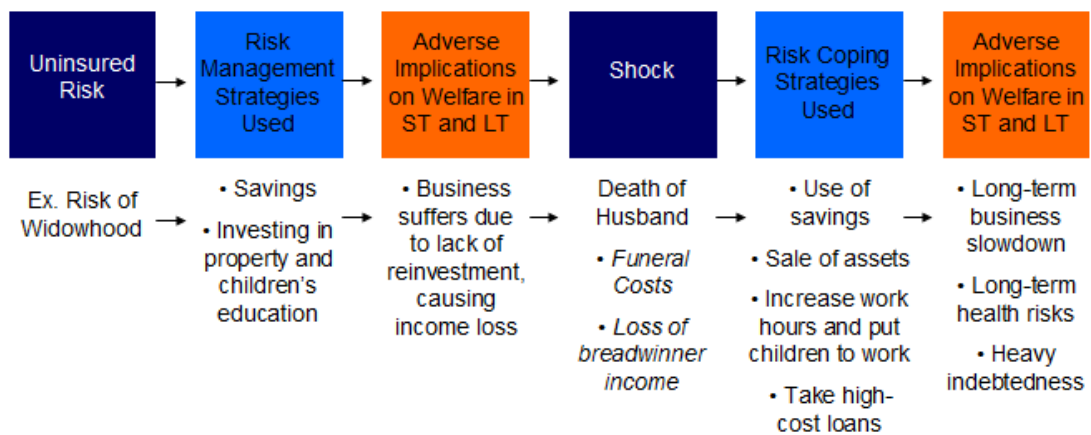 Uninsured
Risk
Risk
Management
Strategies
Used
Adverse
Implications
on Welfare in
ST and LT
Shock
Risk Coping
Strategies
Used
Adverse
Implications
on Welfare in
ST and LT
Ex. Risk of
Widowhood
• Savings
• Investing in
property and
children's
education
• Business
suffers due
to lack of
reinvestment,
causing
income loss
Death of
Husband
• Funeral
Costs
• Loss of
breadwinner
income
• Use of
savings
• Sale of assets
• Increase work
hours and put
children to work
• Take high-
cost loans
• Long-term
business
slowdown
• Long-term
health risks
• Heavy
indebtedness